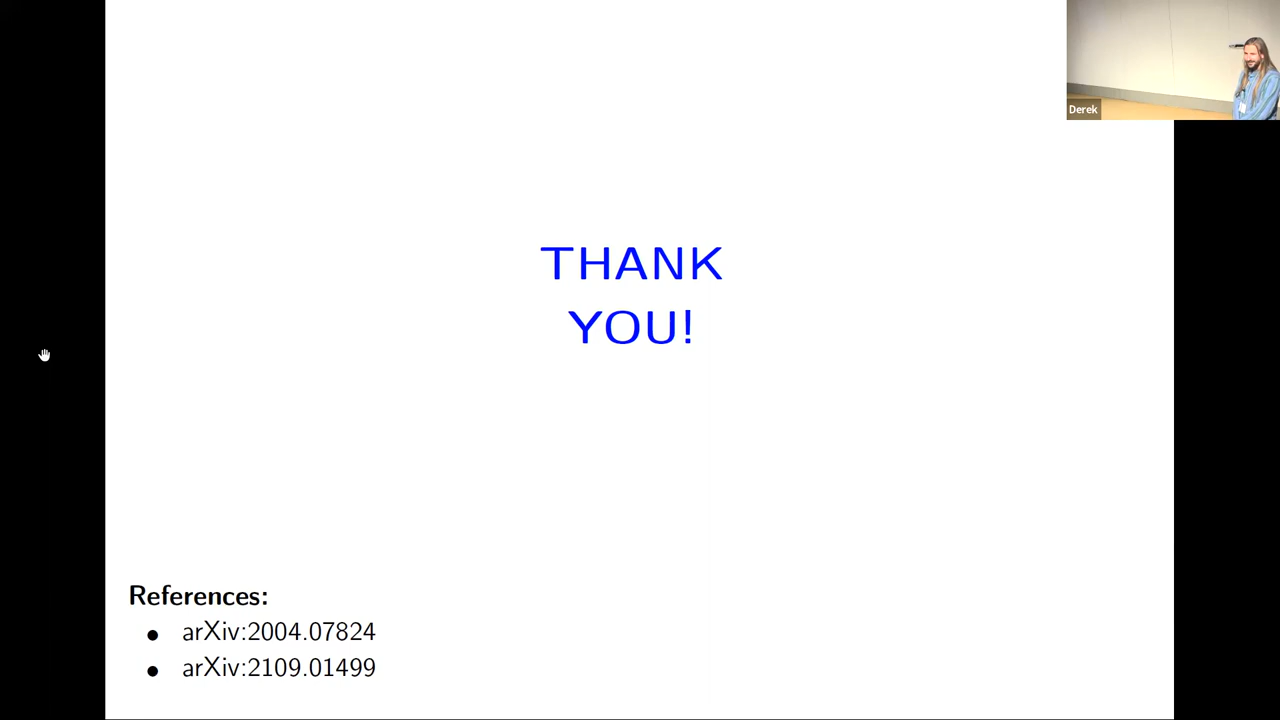 Derek
THANK
YOU!
References:
• arXiv:2004.07824
• arXiv:2109.01499